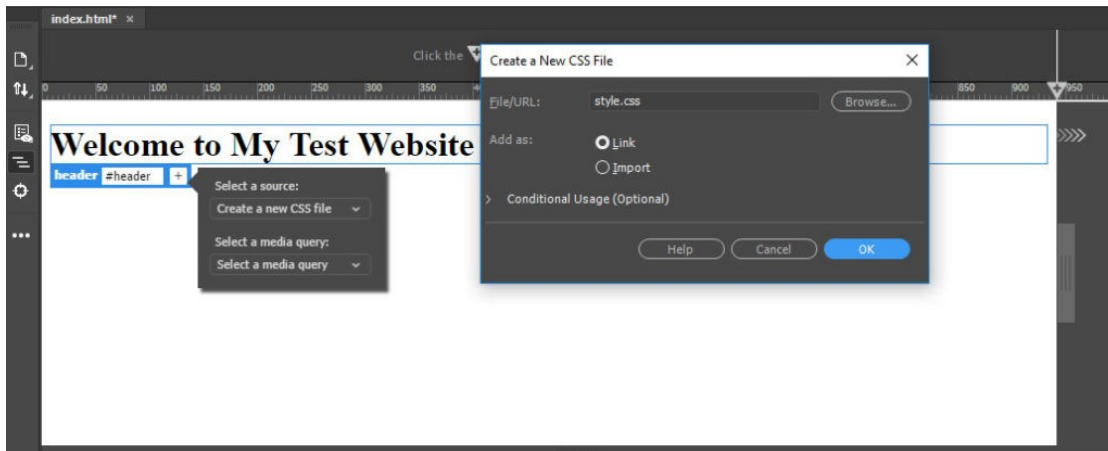 index.html* ×
Click the
Create a New CSS File
0 50 100 150 200 250 300 350 850 900 950
File/URL: style.css Browse...
Welcome to My Test Website
Add as: Link
Import
header #header +
Select a source:
Create a new CSS file
Conditional Usage (Optional)
Select a media query:
Select a media query
Help Cancel OK